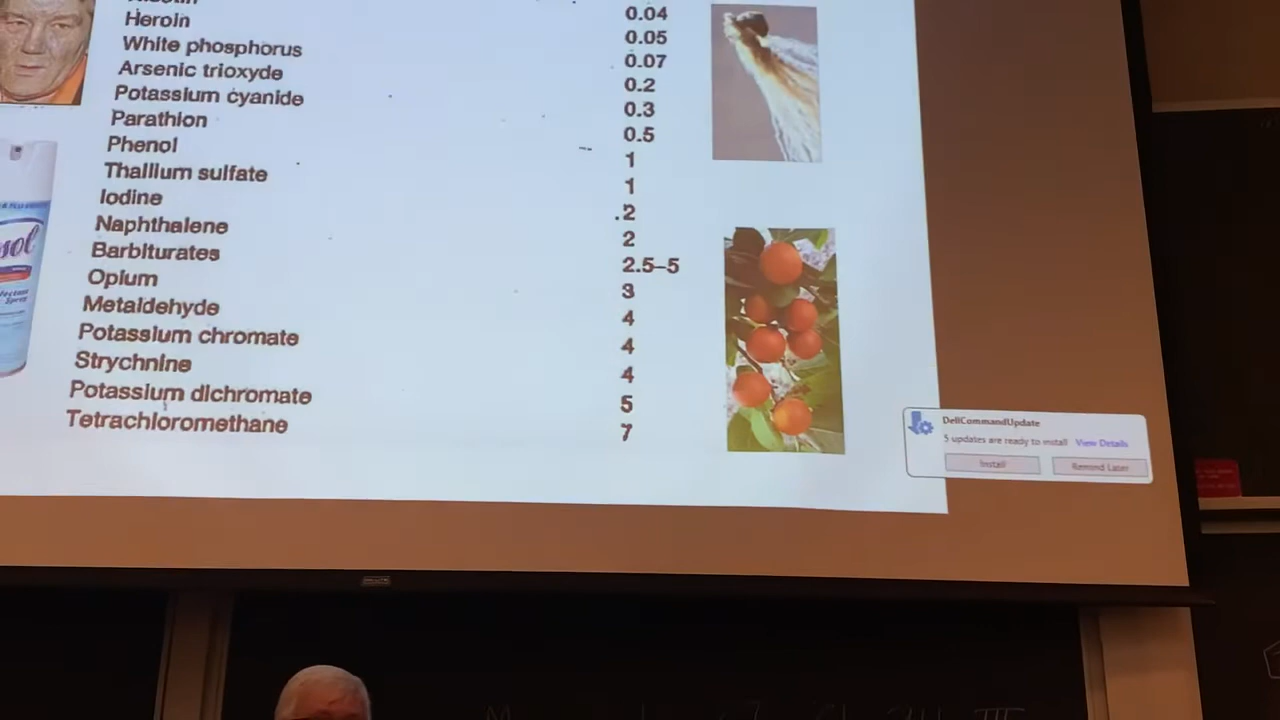 Heroin 0.04
White phosphorus 0.05
Arsenic trioxyde 0.07
Potassium cyanide 0.2
Parathion 0.3
Phenol 0.5
Thallium sulfate 1
Iodine 1
Naphthalene .2
Barbiturates 2
Opium 2.5–5
Metaldehyde 3
Potassium chromate 4
Strychnine 4
Potassium dichromate 4
Tetrachloromethane 5
7
sol
DellCommandUpdate
5 updates are ready to install View Details
Install Remind Later